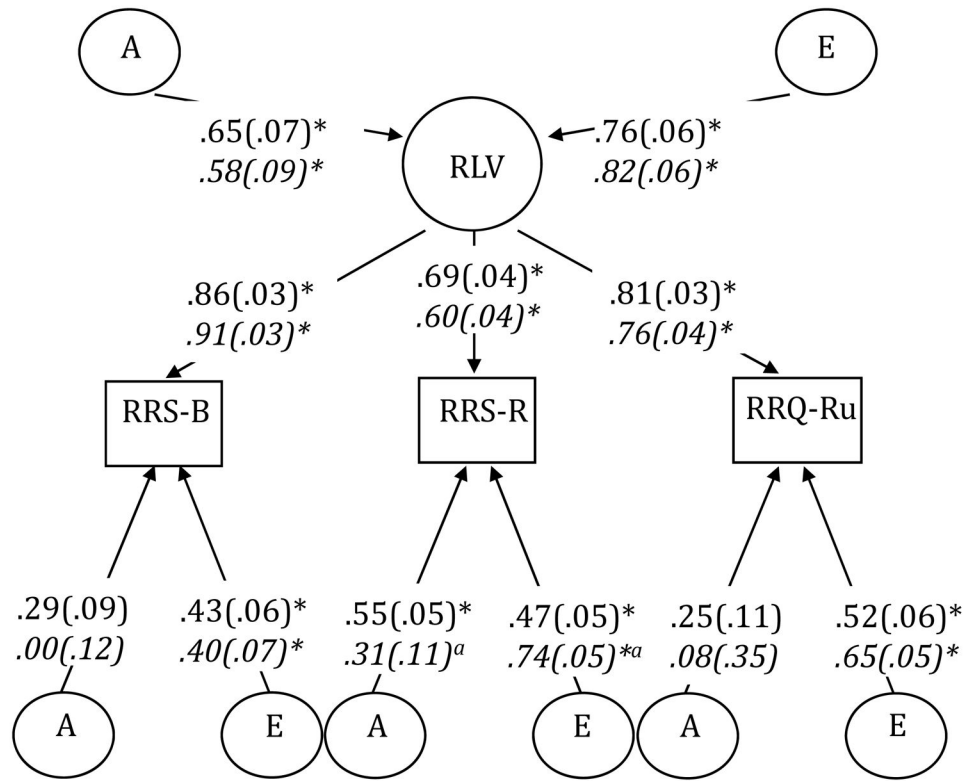 A
E
.65(.07)*
.58(.09)*
RLV
.76(.06)*
.82(.06)*
.86(.03)*
.91(.03)*
.69(.04)*
.60(.04)*
.81(.03)*
.76(.04)*
RRS-B
RRS-R
RRQ-Ru
.29(.09)
.00(.12)
.43(.06)*
.40(.07)*
.55(.05)*
.31(.11)ᵃ
.47(.05)*
.74(.05)*ᵃ
.25(.11)
.08(.35)
.52(.06)*
.65(.05)*
A
E
A
E
A
E